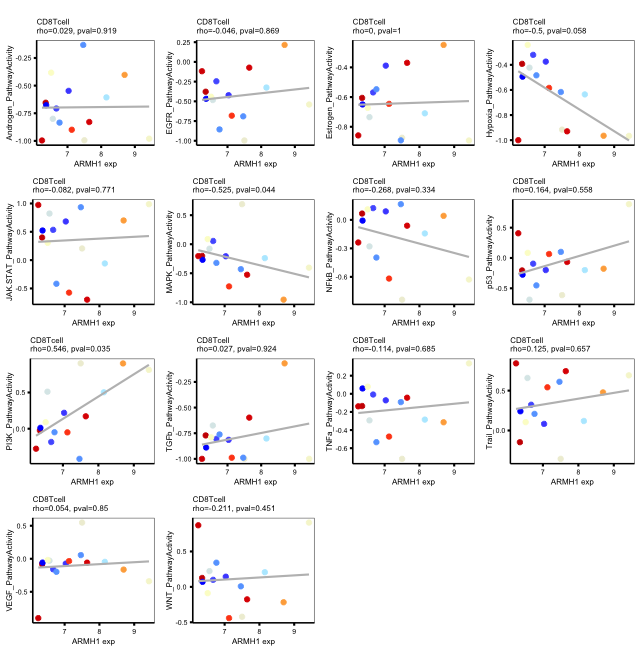 CD8Tcell
rho=0.029, pval=0.919
Androgen_PathwayActivity
-0.25
-0.50
-0.75
-1.00
7
8
9
ARMH1 exp
CD8Tcell
rho=-0.046, pval=0.869
EGFR_PathwayActivity
0.25
0.00
-0.25
-0.50
-0.75
-1.00
7
8
9
ARMH1 exp
CD8Tcell
rho=0, pval=1
Estrogen_PathwayActivity
-0.4
-0.6
-0.8
7
8
9
ARMH1 exp
CD8Tcell
rho=-0.5, pval=0.058
Hypoxia_PathwayActivity
-0.4
-0.6
-0.8
-1.0
7
8
9
ARMH1 exp
CD8Tcell
rho=-0.082, pval=0.771
JAK.STAT_PathwayActivity
1.0
0.5
0.0
-0.5
7
8
9
ARMH1 exp
CD8Tcell
rho=-0.525, pval=0.044
MAPK_PathwayActivity
0.5
0.0
-0.5
-1.0
7
8
9
ARMH1 exp
CD8Tcell
rho=-0.268, pval=0.334
NFkB_PathwayActivity
0.0
-0.3
-0.6
7
8
9
ARMH1 exp
CD8Tcell
rho=0.164, pval=0.558
p53_PathwayActivity
0.5
0.0
-0.5
7
8
9
ARMH1 exp
CD8Tcell
rho=0.546, pval=0.035
PI3K_PathwayActivity
0.5
0.0
7
8
9
ARMH1 exp
CD8Tcell
rho=0.027, pval=0.924
TGFb_PathwayActivity
-0.25
-0.50
-0.75
-1.00
7
8
9
ARMH1 exp
CD8Tcell
rho=-0.114, pval=0.685
TNFa_PathwayActivity
0.2
0.0
-0.2
-0.4
-0.6
7
8
9
ARMH1 exp
CD8Tcell
rho=0.125, pval=0.657
Trail_PathwayActivity
0.8
0.4
0.0
-0.4
7
8
9
ARMH1 exp
CD8Tcell
rho=0.054, pval=0.85
VEGF_PathwayActivity
0.5
0.0
-0.5
7
8
9
ARMH1 exp
CD8Tcell
rho=-0.211, pval=0.451
WNT_PathwayActivity
1.0
0.5
0.0
-0.5
7
8
9
ARMH1 exp